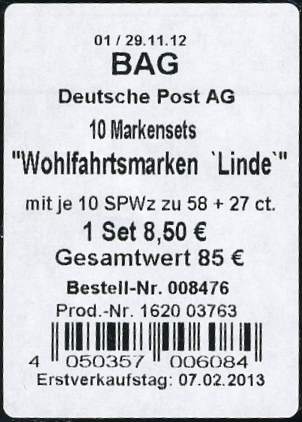 01 / 29.11.12
BAG
Deutsche Post AG
10 Markensets
"Wohlfahrtsmarken `Linde`"
mit je 10 SPWz zu 58 + 27 ct.
1 Set 8,50 €
Gesamtwert 85 €
Bestell-Nr. 008476
Prod.-Nr. 1620 03763
4 050357 006084
Erstverkaufstag: 07.02.2013